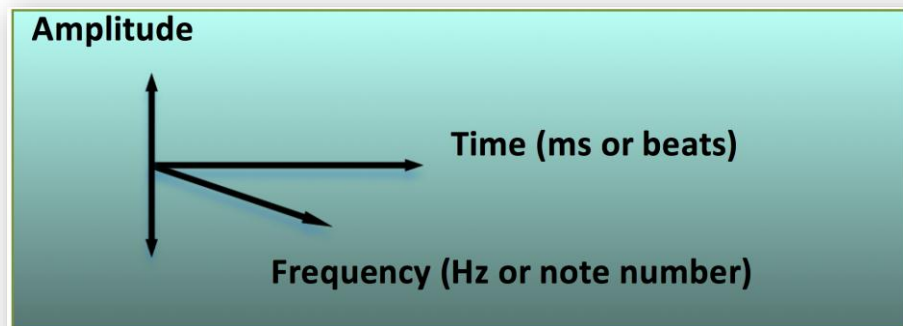 Amplitude
Time (ms or beats)
Frequency (Hz or note number)